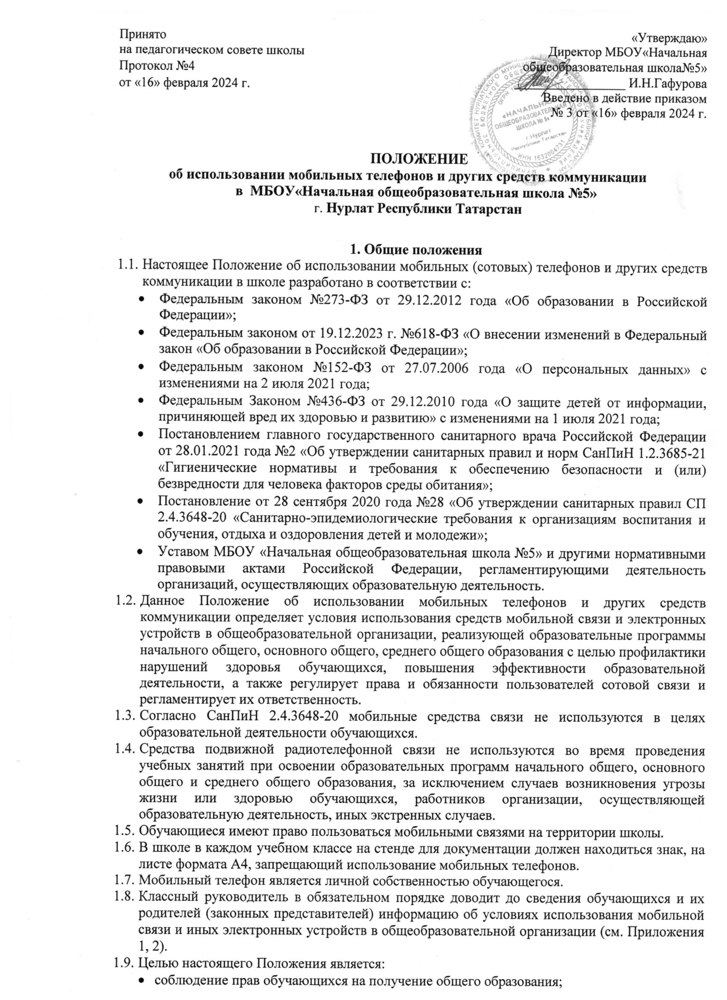 Принято
на педагогическом совете школы
Протокол №4
от «16» февраля 2024 г.
«Утверждаю»
Директор МБОУ«Начальная
общеобразовательная школа№5»
И.Н.Гафурова
Введено в действие приказом
№ 3 от «16» февраля 2024 г.
«НАЧАЛЬНАЯ
ОБЩЕОБРАЗОВАТЕЛЬНАЯ
ШКОЛА № 5»
г Нурлат
Республики Татарстан
ИНН 1632004731
ПОЛОЖЕНИЕ
об использовании мобильных телефонов и других средств коммуникации
в МБОУ«Начальная общеобразовательная школа №5»
г. Нурлат Республики Татарстан
1. Общие положения
1.1. Настоящее Положение об использовании мобильных (сотовых) телефонов и других средств
коммуникации в школе разработано в соответствии с:
• Федеральным законом №273-ФЗ от 29.12.2012 года «Об образовании в Российской
Федерации»;
• Федеральным законом от 19.12.2023 г. №618-ФЗ «О внесении изменений в Федеральный
закон «Об образовании в Российской Федерации»;
• Федеральным законом №152-ФЗ от 27.07.2006 года «О персональных данных» с
изменениями на 2 июля 2021 года;
• Федеральным Законом №436-ФЗ от 29.12.2010 года «О защите детей от информации,
причиняющей вред их здоровью и развитию» с изменениями на 1 июля 2021 года;
• Постановлением главного государственного санитарного врача Российской Федерации
от 28.01.2021 года №2 «Об утверждении санитарных правил и норм СанПиН 1.2.3685-21
«Гигиенические нормативы и требования к обеспечению безопасности и (или)
безвредности для человека факторов среды обитания»;
• Постановление от 28 сентября 2020 года №28 «Об утверждении санитарных правил СП
2.4.3648-20 «Санитарно-эпидемиологические требования к организациям воспитания и
обучения, отдыха и оздоровления детей и молодежи»;
• Уставом МБОУ «Начальная общеобразовательная школа №5» и другими нормативными
правовыми актами Российской Федерации, регламентирующими деятельность
организаций, осуществляющих образовательную деятельность.
1.2. Данное Положение об использовании мобильных телефонов и других средств
коммуникации определяет условия использования средств мобильной связи и электронных
устройств в общеобразовательной организации, реализующей образовательные программы
начального общего, основного общего, среднего общего образования с целью профилактики
нарушений здоровья обучающихся, повышения эффективности образовательной
деятельности, а также регулирует права и обязанности пользователей сотовой связи и
регламентирует их ответственность.
1.3. Согласно СанПиН 2.4.3648-20 мобильные средства связи не используются в целях
образовательной деятельности обучающихся.
1.4. Средства подвижной радиотелефонной связи не используются во время проведения
учебных занятий при освоении образовательных программ начального общего, основного
общего и среднего общего образования, за исключением случаев возникновения угрозы
жизни или здоровью обучающихся, работников организации, осуществляющей
образовательную деятельность, иных экстренных случаев.
1.5. Обучающиеся имеют право пользоваться мобильными связями на территории школы.
1.6. В школе в каждом учебном классе на стенде для документации должен находиться знак, на
листе формата А4, запрещающий использование мобильных телефонов.
1.7. Мобильный телефон является личной собственностью обучающегося.
1.8. Классный руководитель в обязательном порядке доводит до сведения обучающихся и их
родителей (законных представителей) информацию об условиях использования мобильной
связи и иных электронных устройств в общеобразовательной организации (см. Приложения
1, 2).
1.9. Целью настоящего Положения является:
• соблюдение прав обучающихся на получение общего образования;